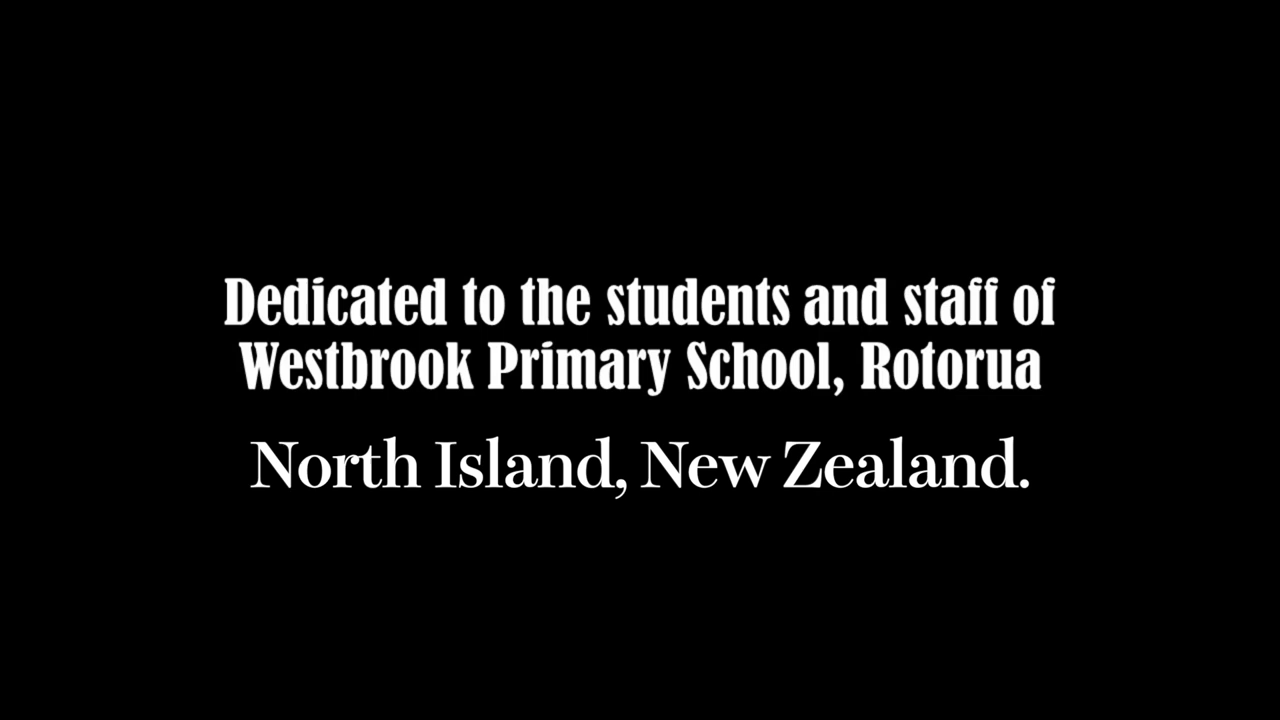 Dedicated to the students and staff of
Westbrook Primary School, Rotorua
North Island, New Zealand.